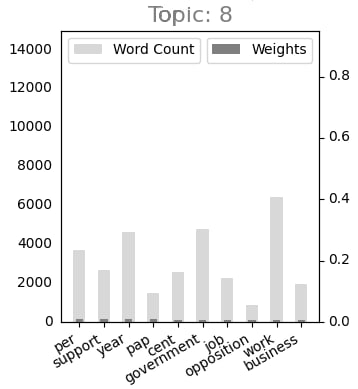 Topic: 8
Word Count
Weights
14000
12000
10000
8000
6000
4000
2000
0
0.8
0.6
0.4
0.2
0.0
per
support
year
pap
cent
government
job
opposition
work
business